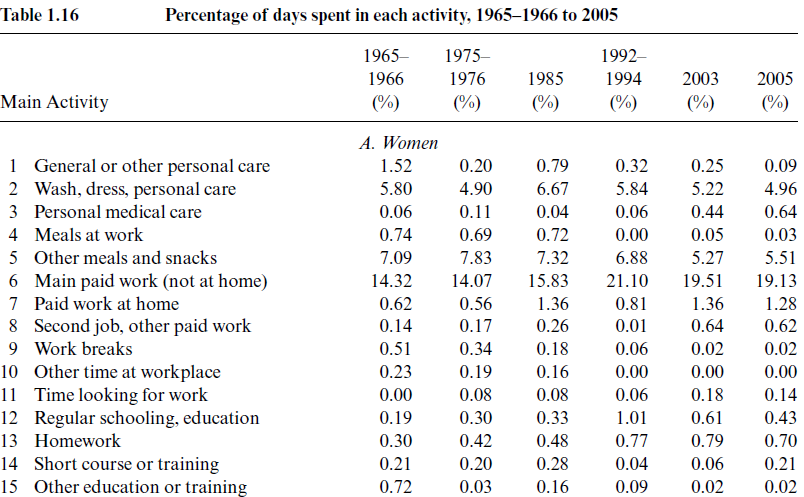 Table 1.16 Percentage of days spent in each activity, 1965–1966 to 2005
1965– 1975– 1992–
1966 1976 1985 1994 2003 2005
Main Activity (%) (%) (%) (%) (%) (%)
A. Women
1 General or other personal care 1.52 0.20 0.79 0.32 0.25 0.09
2 Wash, dress, personal care 5.80 4.90 6.67 5.84 5.22 4.96
3 Personal medical care 0.06 0.11 0.04 0.06 0.44 0.64
4 Meals at work 0.74 0.69 0.72 0.00 0.05 0.03
5 Other meals and snacks 7.09 7.83 7.32 6.88 5.27 5.51
6 Main paid work (not at home) 14.32 14.07 15.83 21.10 19.51 19.13
7 Paid work at home 0.62 0.56 1.36 0.81 1.36 1.28
8 Second job, other paid work 0.14 0.17 0.26 0.01 0.64 0.62
9 Work breaks 0.51 0.34 0.18 0.06 0.02 0.02
10 Other time at workplace 0.23 0.19 0.16 0.00 0.00 0.00
11 Time looking for work 0.00 0.08 0.08 0.06 0.18 0.14
12 Regular schooling, education 0.19 0.30 0.33 1.01 0.61 0.43
13 Homework 0.30 0.42 0.48 0.77 0.79 0.70
14 Short course or training 0.21 0.20 0.28 0.04 0.06 0.21
15 Other education or training 0.72 0.03 0.16 0.09 0.02 0.02